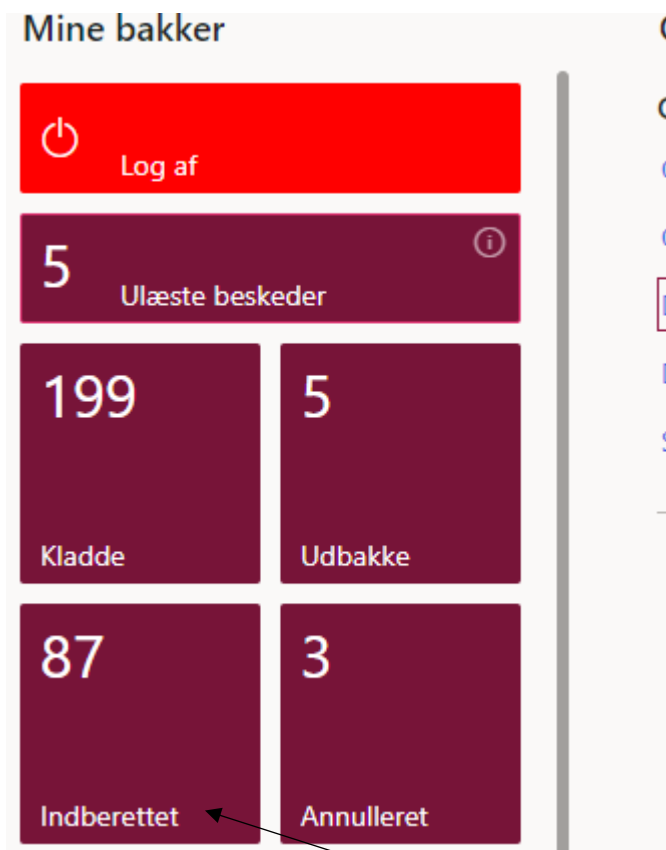 Mine bakker
Log af
5
Ulæste beskeder
199
5
Kladde
Udbakke
87
3
Indberettet
Annulleret